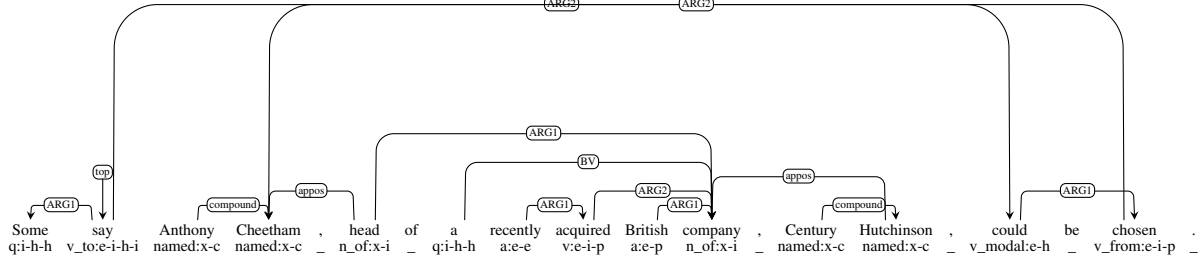 ARG2 ARG2
ARG1
BV
top
appos
appos
ARG2
ARG1 compound ARG1 ARG1 compound ARG1
Some say Anthony Cheetham , head of a recently acquired British company , Century Hutchinson , could be chosen .
q:i-h-h v_to:e-i-h-i named:x-c named:x-c _ n_of:x-i _ q:i-h-h a:e-e v:e-i-p a:e-p n_of:x-i _ named:x-c named:x-c _ v_modal:e-h _ v_from:e-i-p _